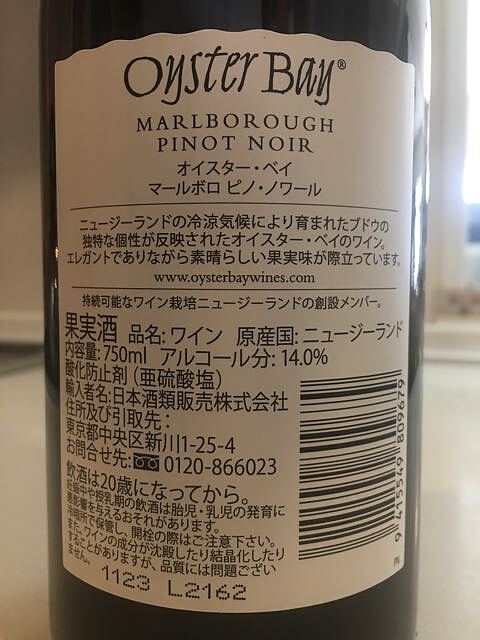 Oyster Bay®
MARLBOROUGH
PINOT NOIR
オイスター・ベイ
マールボロ ピノ・ノワール
ニュージーランドの冷涼気候により育まれたブドウの
独特な個性が反映されたオイスター・ベイのワイン。
エレガントでありながら素晴らしい果実味が際立っています。
www.oysterbaywines.com
持続可能なワイン栽培ニュージーランドの創設メンバー。
果実酒 品名: ワイン 原産国: ニュージーランド
内容量: 750ml アルコール分: 14.0%
酸化防止剤 (亜硫酸塩)
輸入者名: 日本酒類販売株式会社
住所及び引取先:
東京都中央区新川1-25-4
お問合せ先: 0120-866023
飲酒は20歳になってから。
妊娠中や授乳期の飲酒は胎児・乳児の発育に
悪影響を与えるおそれがあります。
冷暗所で保管し、開栓の際はご注意下さい。
また、ワインの成分が沈殿したり結晶化したり
することがありますが、品質には問題ござい
ません。
1123 L2162
9 415549 809679